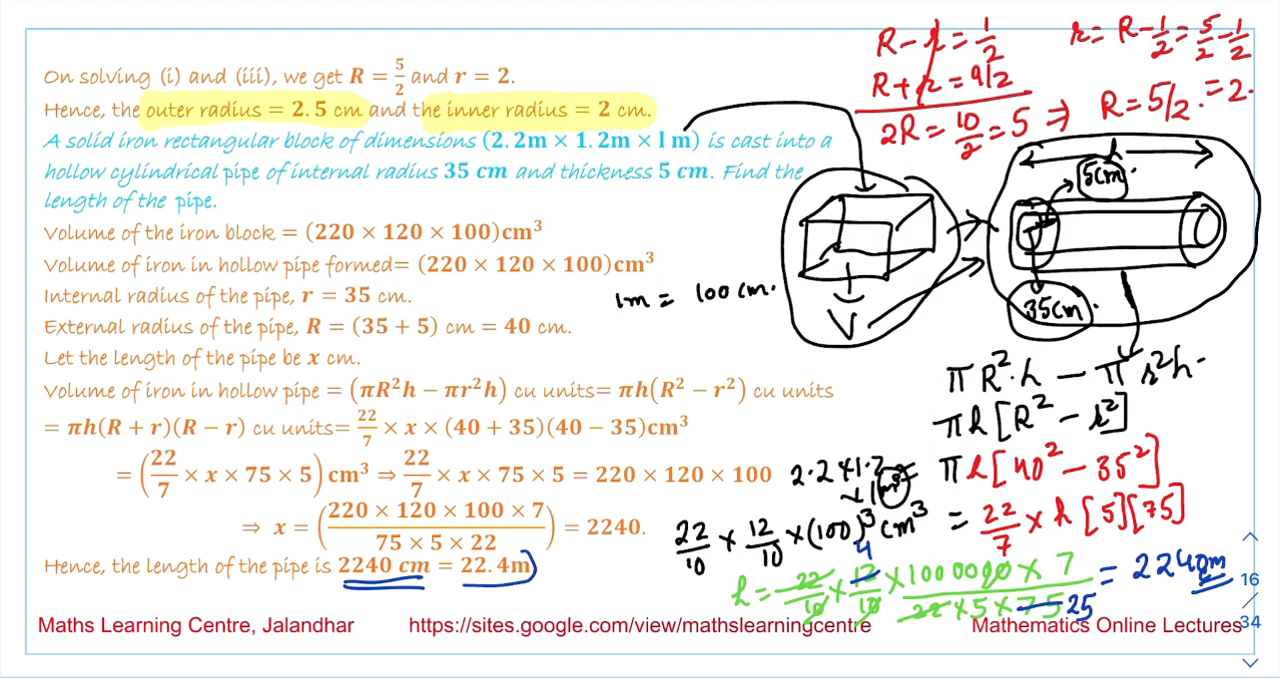 On solving (i) and (iii), we get R = 5/2 and r = 2.
Hence, the outer radius = 2.5 cm and the inner radius = 2 cm.
A solid iron rectangular block of dimensions (2.2m × 1.2m × 1 m) is cast into a
hollow cylindrical pipe of internal radius 35 cm and thickness 5 cm. Find the
length of the pipe.
Volume of the iron block = (220 × 120 × 100)cm³
Volume of iron in hollow pipe formed= (220 × 120 × 100)cm³
Internal radius of the pipe, r = 35 cm.
External radius of the pipe, R = (35 + 5) cm = 40 cm.
Let the length of the pipe be x cm.
Volume of iron in hollow pipe = (πR²h − πr²h) cu units= πh(R² − r²) cu units
= πh(R + r)(R − r) cu units= 22/7 × x × (40 + 35)(40 − 35)cm³
= (22/7 × x × 75 × 5) cm³ ⇒ 22/7 × x × 75 × 5 = 220 × 120 × 100
⇒ x = (220 × 120 × 100 × 7 / 75 × 5 × 22) = 2240.
Hence, the length of the pipe is 2240 cm = 22.4m
R − r = 1/2
R + r = 9/2
2R = 10/2 = 5 ⇒ R = 5/2.
r = R − 1/2 = 5/2 − 1/2
= 2.
l
5cm.
35cm.
1m = 100 cm.
V
πR².h − πr²h.
πh[R² − r²]
πh[40² − 35²]
2.2×1.2
×1 m³
22/10 × 12/10 × (100)³ cm³ = 22/7 × h [5][75]
4
h = 22/10 × 12/10 × 1000000 × 7 / 22 × 5 × 75 = 2240m
25
16
34
Maths Learning Centre, Jalandhar https://sites.google.com/view/mathslearningcentre Mathematics Online Lectures